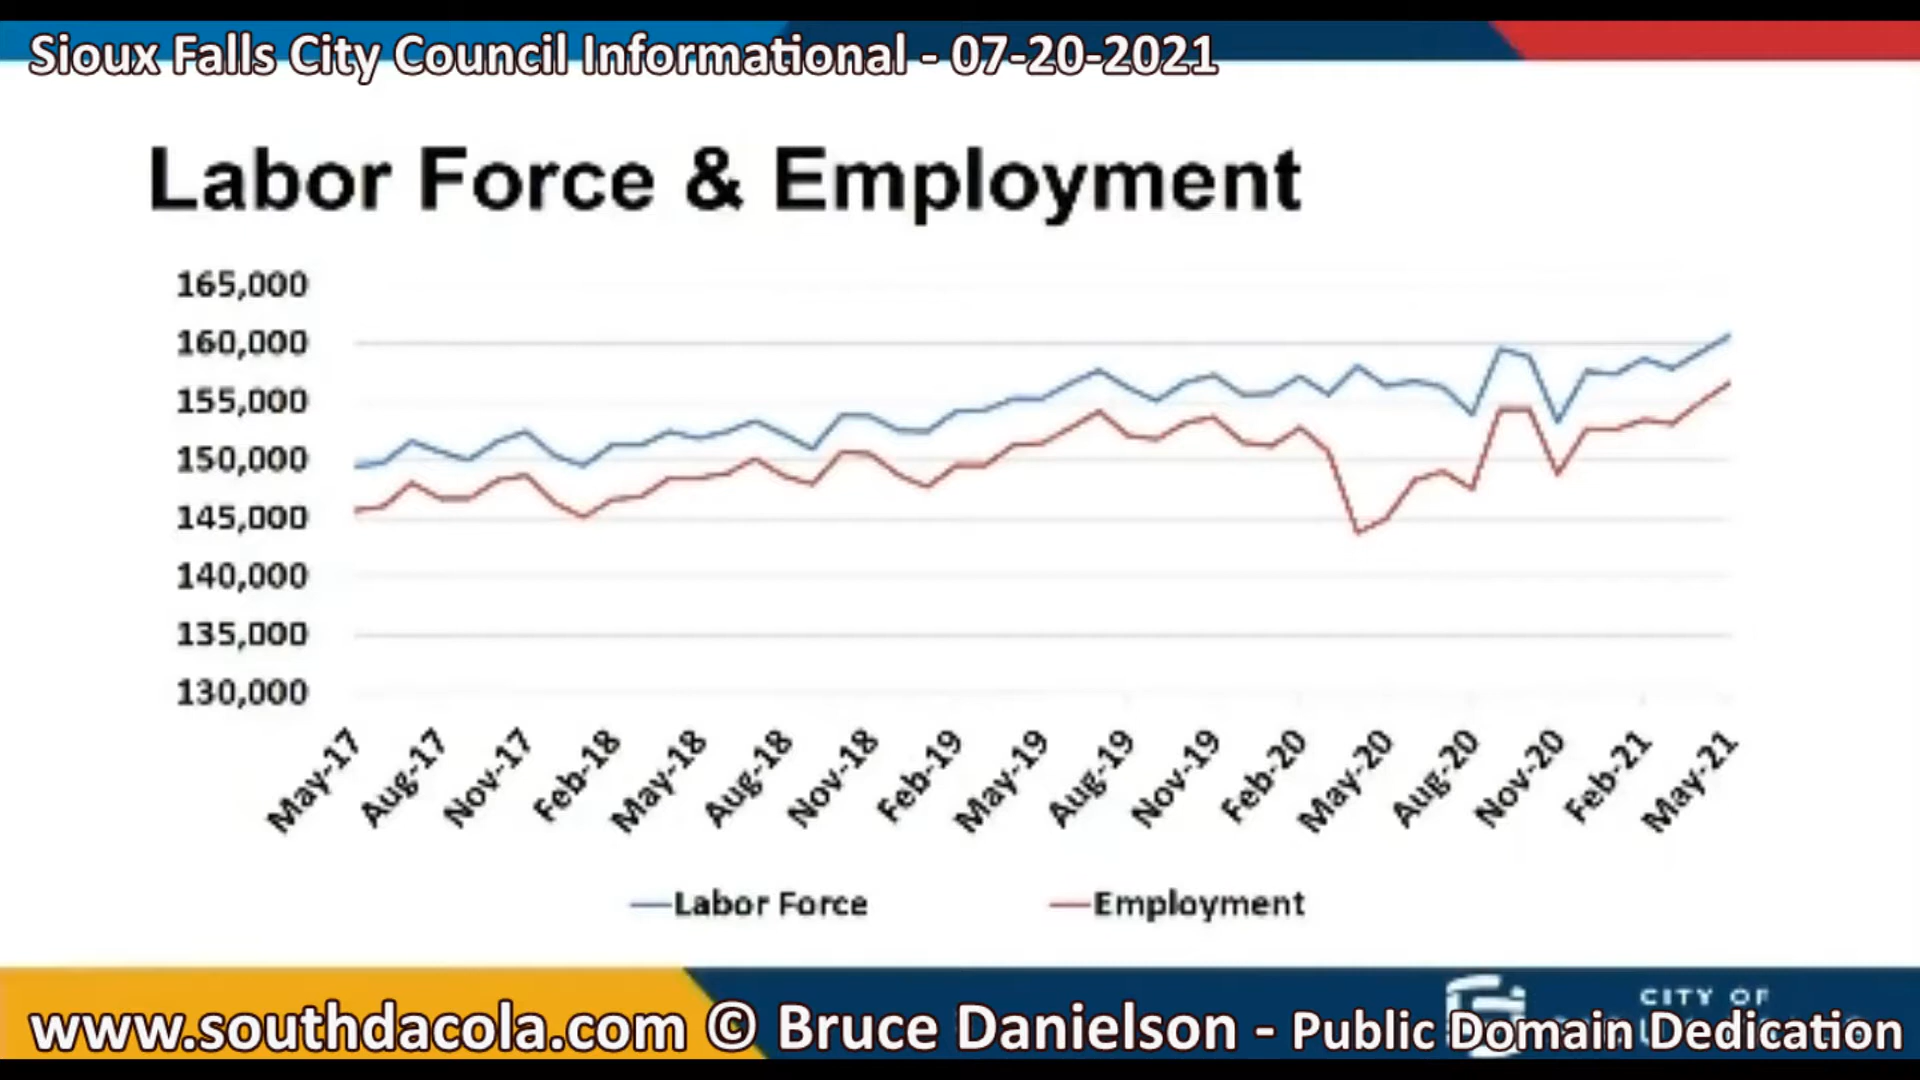 Sioux Falls City Council Informational - 07-20-2021
Labor Force & Employment
165,000
160,000
155,000
150,000
145,000
140,000
135,000
130,000
May-17 Aug-17 Nov-17 Feb-18 May-18 Aug-18 Nov-18 Feb-19 May-19 Aug-19 Nov-19 Feb-20 May-20 Aug-20 Nov-20 Feb-21 May-21
Labor Force Employment
CITY OF
www.southdacola.com © Bruce Danielson - Public Domain Dedication